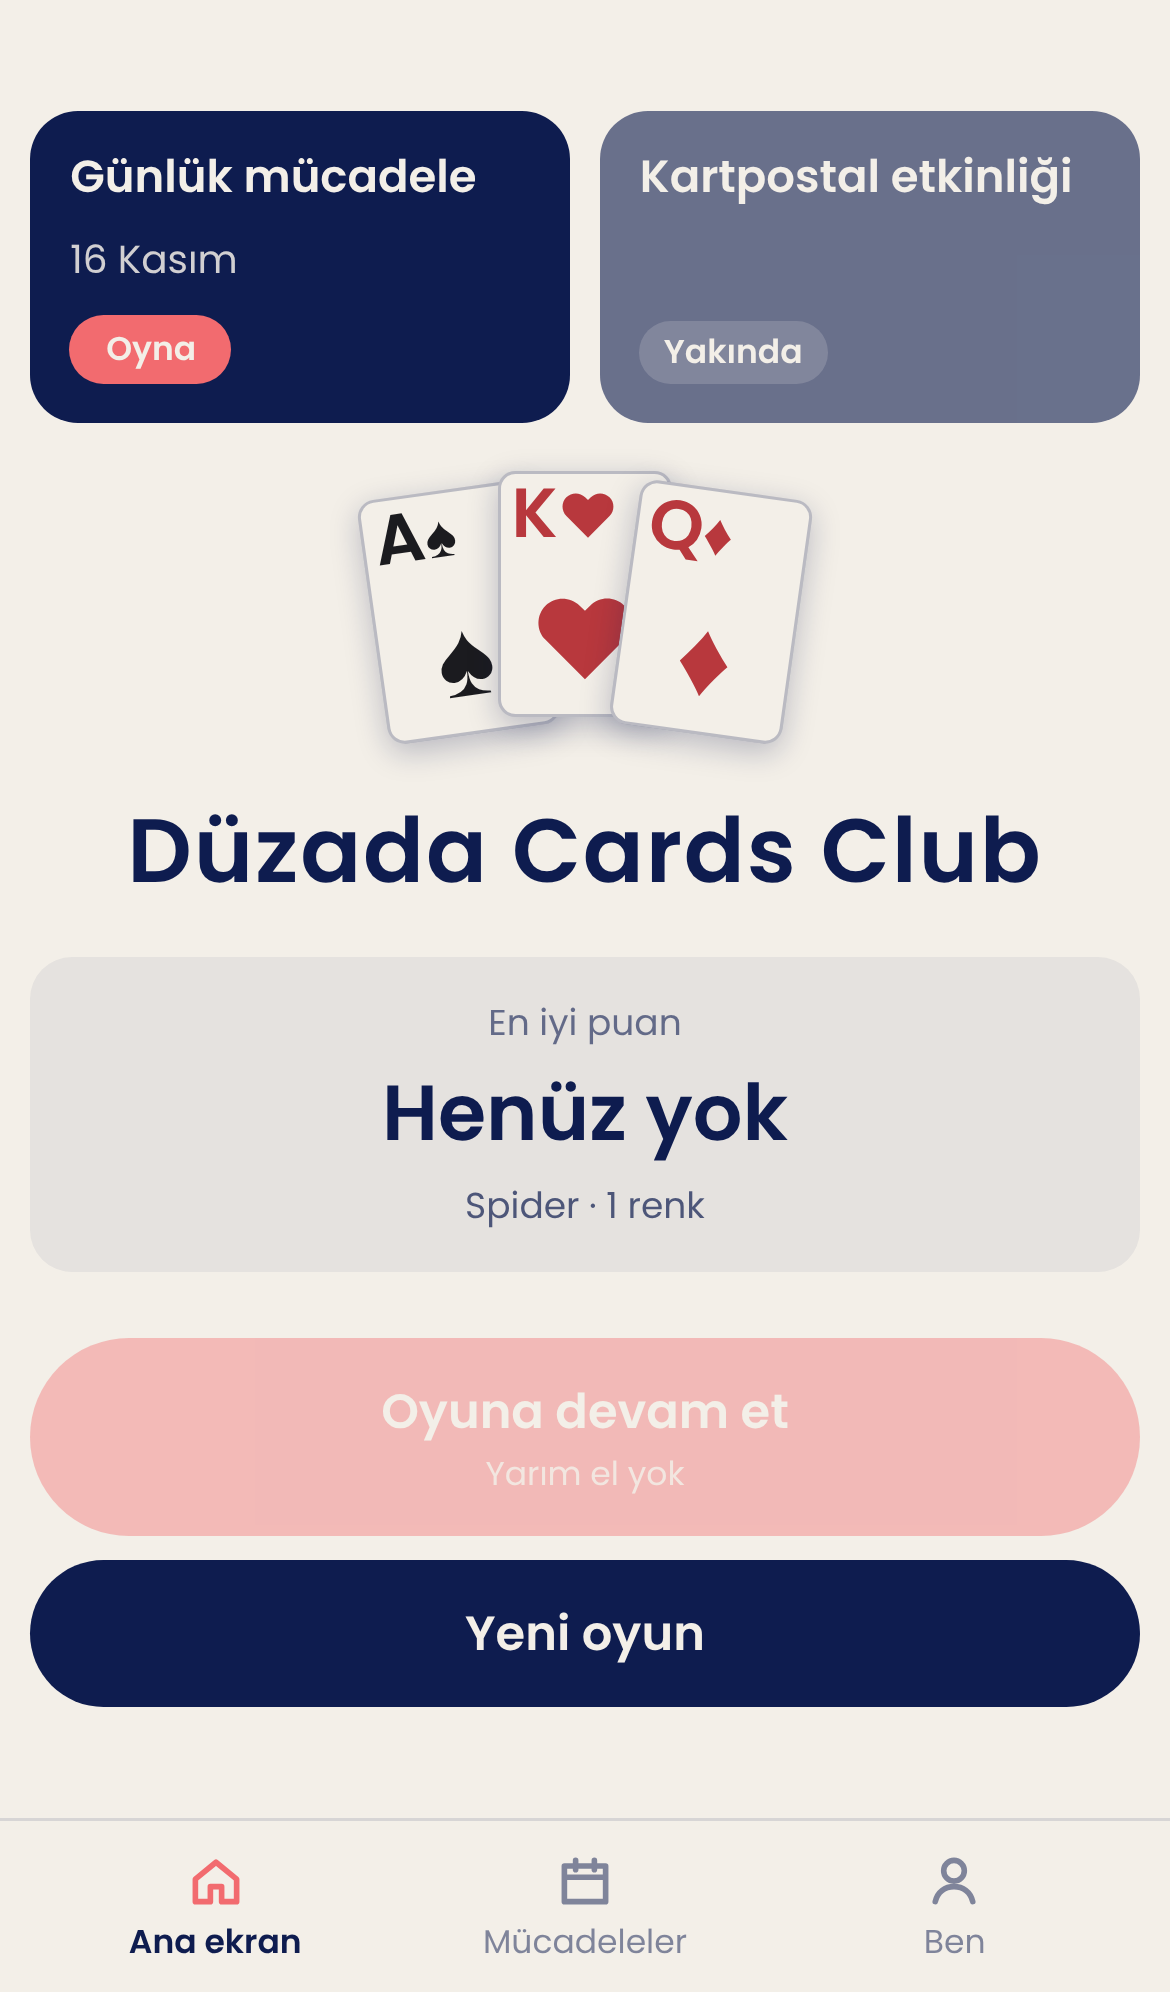 Günlük mücadele
16 Kasım
Oyna
Kartpostal etkinliği
Yakında
A♠
♠
K♥
♥
Q♦
♦
Düzada Cards Club
En iyi puan
Henüz yok
Spider · 1 renk
Oyuna devam et
Yarım el yok
Yeni oyun
Ana ekran
Mücadeleler
Ben